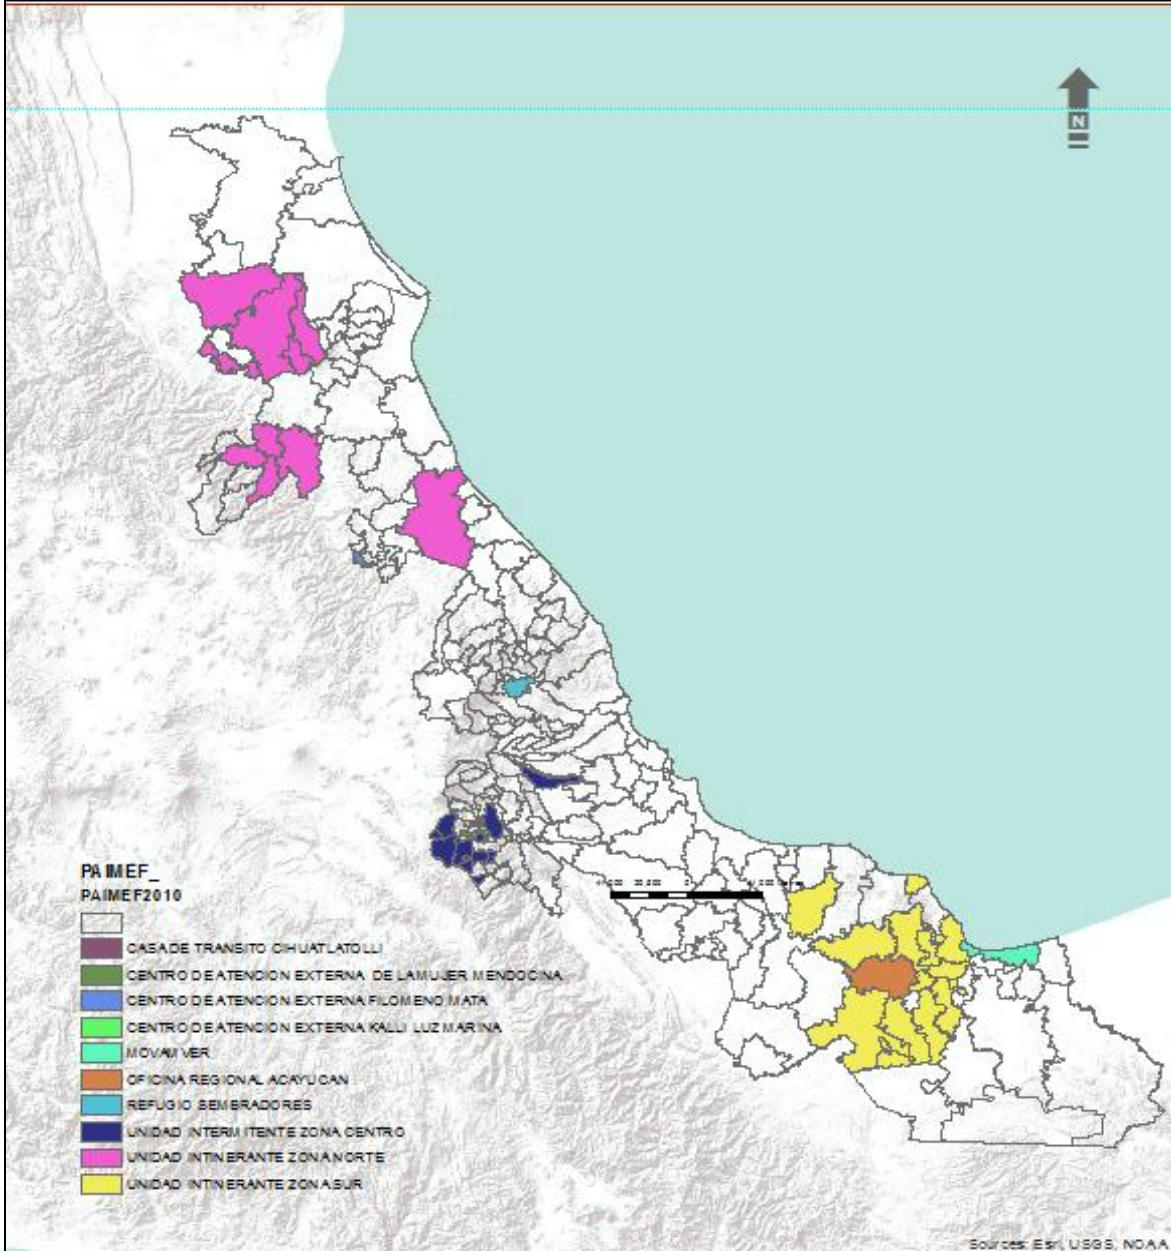 N
PAIMEF_
PAIMEF2010
CASA DE TRANSITO CIHUATLATOLLI
CENTRO DE ATENCION EXTERNA DE LA MUJER MENDOCINA
CENTRO DE ATENCION EXTERNA FILOMENO MATA
CENTRO DE ATENCION EXTERNA KALLI LUZ MARINA
MOVAMVER
OFICINA REGIONAL ACAYUCAN
REFUGIO SEMBRADORES
UNIDAD INTERMITENTE ZONA CENTRO
UNIDAD INTINERANTE ZONA NORTE
UNIDAD INTINERANTE ZONA SUR
Sources: Esri, USGS, NOAA